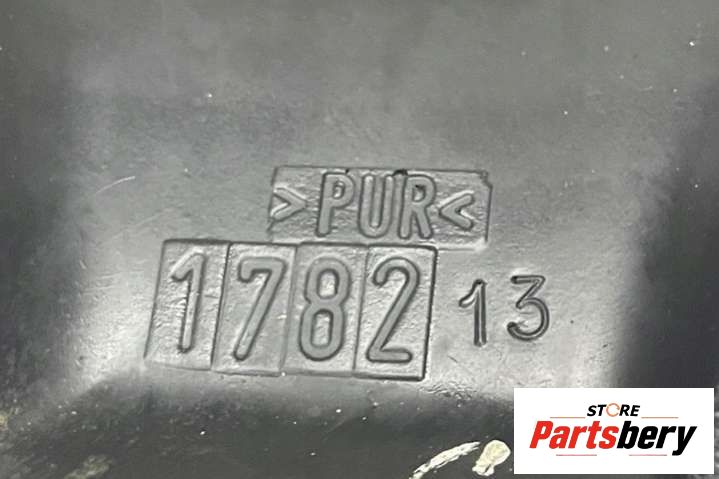 >PUR<
1782 13
STORE
Partsbery